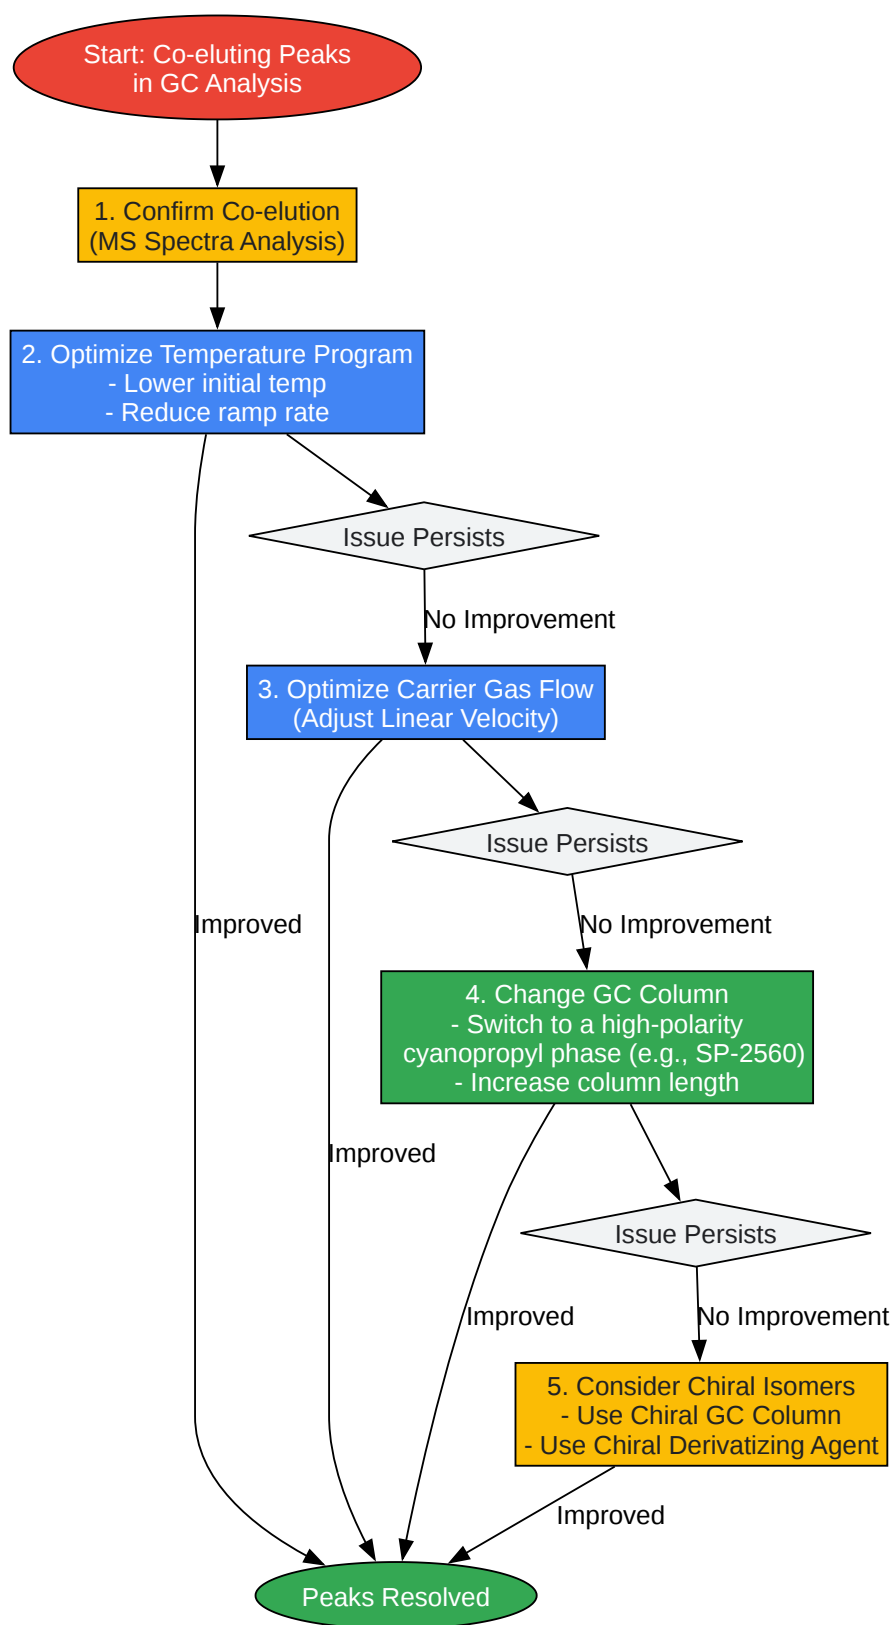 Start: Co-eluting Peaks
in GC Analysis
1. Confirm Co-elution
(MS Spectra Analysis)
2. Optimize Temperature Program
- Lower initial temp
- Reduce ramp rate
Issue Persists
No Improvement
3. Optimize Carrier Gas Flow
(Adjust Linear Velocity)
Issue Persists
Improved
No Improvement
4. Change GC Column
- Switch to a high-polarity
cyanopropyl phase (e.g., SP-2560)
- Increase column length
Improved
Issue Persists
Improved
No Improvement
5. Consider Chiral Isomers
- Use Chiral GC Column
- Use Chiral Derivatizing Agent
Improved
Peaks Resolved